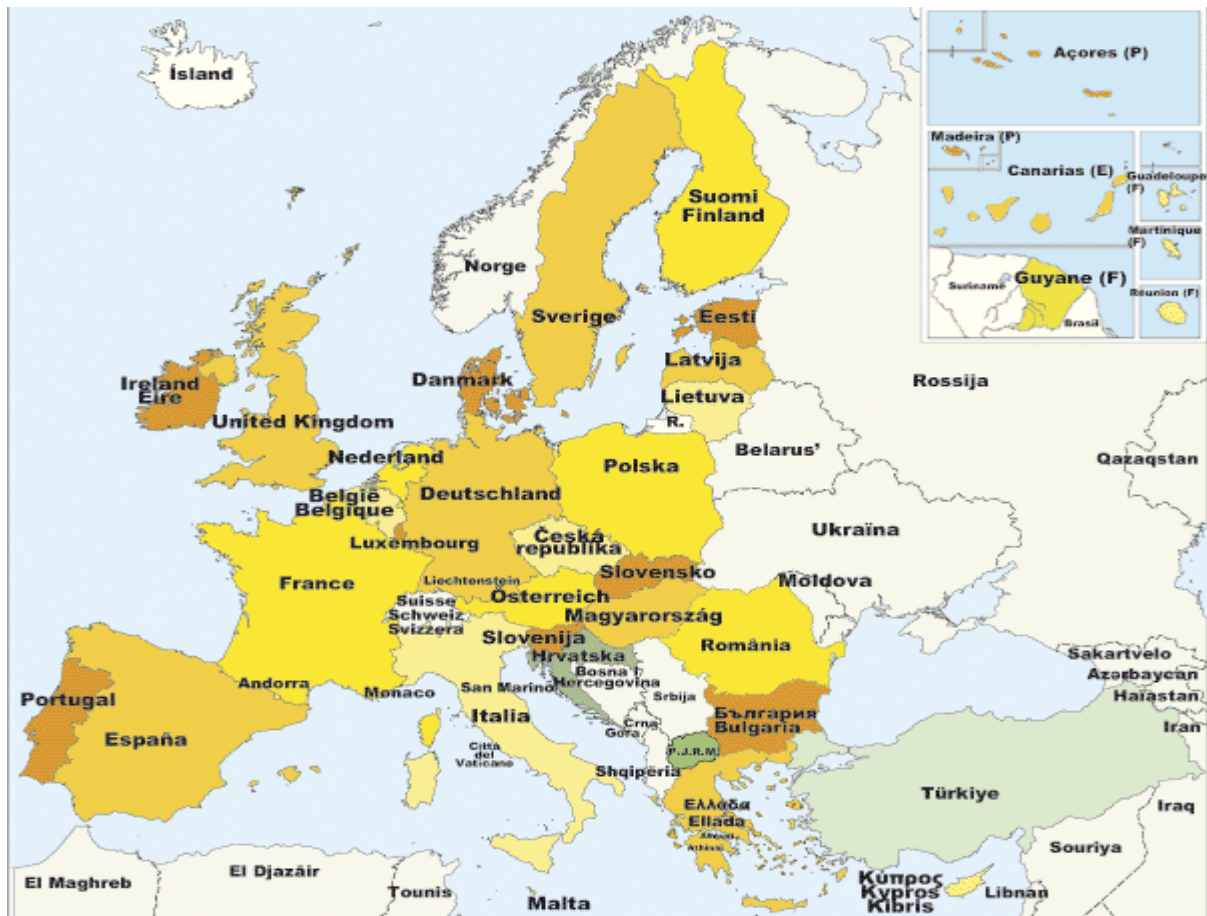 Ísland
Açores (P)
Madeira (P)
Canarias (E)
Guadeloupe
(F)
Martinique
(F)
Guyane (F)
Suriname
Brasil
Réunion (F)
Suomi
Finland
Norge
Sverige
Eesti
Latvija
Lietuva
R.
Rossija
Danmark
Ireland
Eire
United Kingdom
Nederland
België
Belgique
Luxembourg
Deutschland
Polska
Belarus'
Qazaqstan
Ukraïna
Česká
republika
Slovensko
Moldova
France
Liechtenstein
Österreich
Magyarország
Suisse
Schweiz
Svizzera
Slovenija
Hrvatska
România
Bosna i
Hercegovina
Srbija
Sakartvelo
Azərbaycan
Haïastan
Iran
Andorra
Monaco
San Marino
Portugal
España
Italia
Città
del
Vaticano
Crna
Gora
България
Bulgaria
P.J.R.M.
Shqipëria
Ελλάδα
Ellada
Athinai
Türkiye
Iraq
Souriya
El Maghreb
El Djazâir
Tounis
Malta
Κύπρος
Kypros
Kibris
Libnan